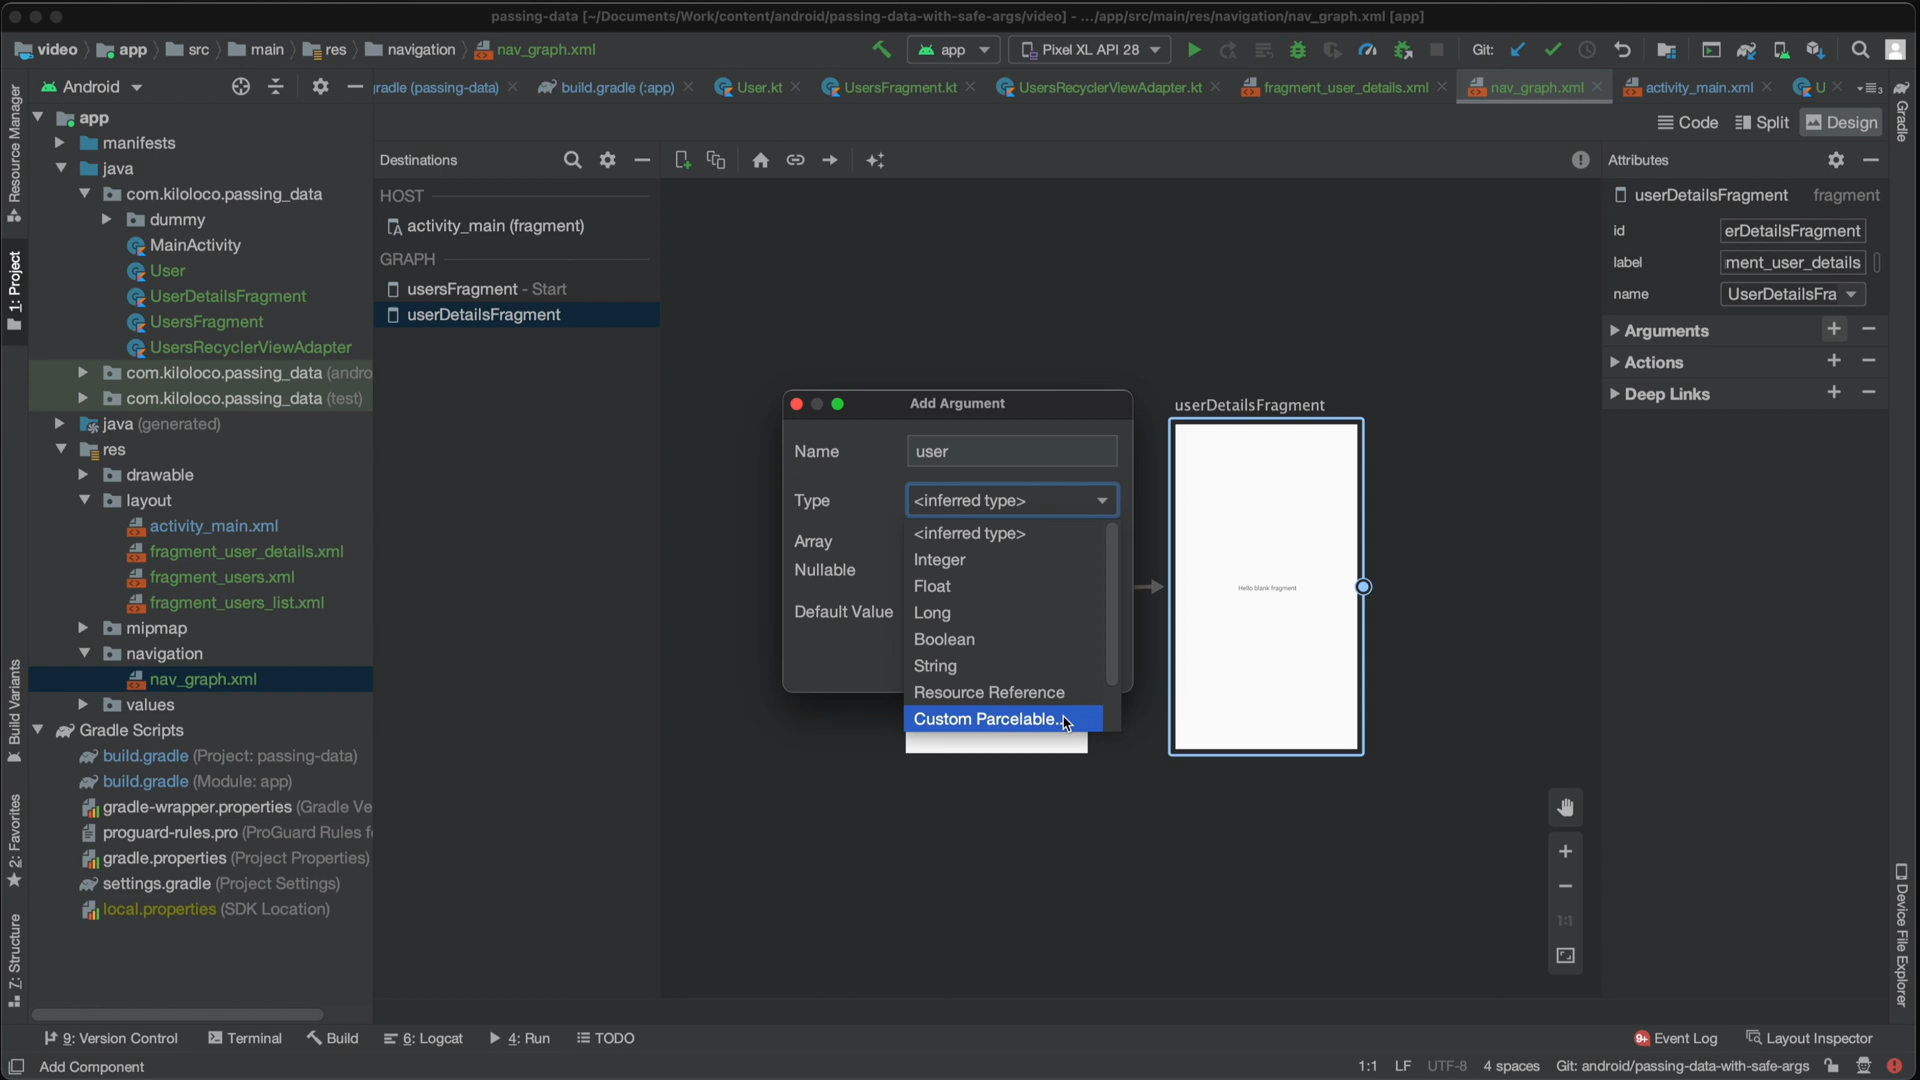 passing-data [~/Documents/Work/content/android/passing-data-with-safe-args/video] - .../app/src/main/res/navigation/nav_graph.xml [app]
video app src main res navigation nav_graph.xml app Pixel XL API 28 Git:
Android
gradle (passing-data) build.gradle (:app) User.kt UsersFragment.kt UsersRecyclerViewAdapter.kt fragment_user_details.xml nav_graph.xml activity_main.xml U
Code Split Design
Resource Manager
1: Project
Build Variants
2: Favorites
7: Structure
app
manifests
java
com.kiloloco.passing_data
dummy
MainActivity
User
UserDetailsFragment
UsersFragment
UsersRecyclerViewAdapter
com.kiloloco.passing_data (andro
com.kiloloco.passing_data (test)
java (generated)
res
drawable
layout
activity_main.xml
fragment_user_details.xml
fragment_users.xml
fragment_users_list.xml
mipmap
navigation
nav_graph.xml
values
Gradle Scripts
build.gradle (Project: passing-data)
build.gradle (Module: app)
gradle-wrapper.properties (Gradle Ve
proguard-rules.pro (ProGuard Rules f
gradle.properties (Project Properties)
settings.gradle (Project Settings)
local.properties (SDK Location)
Destinations
HOST
activity_main (fragment)
GRAPH
usersFragment - Start
userDetailsFragment
Add Argument
Name user
Type <inferred type>
Array
Nullable
Default Value
<inferred type>
Integer
Float
Long
Boolean
String
Resource Reference
Custom Parcelable...
userDetailsFragment
Hello blank fragment
1:1
Attributes
userDetailsFragment fragment
id erDetailsFragment
label ment_user_details
name UserDetailsFra
Arguments
Actions
Deep Links
Gradle
Device File Explorer
9: Version Control Terminal Build 6: Logcat 4: Run TODO 9+ Event Log Layout Inspector
Add Component 1:1 LF UTF-8 4 spaces Git: android/passing-data-with-safe-args